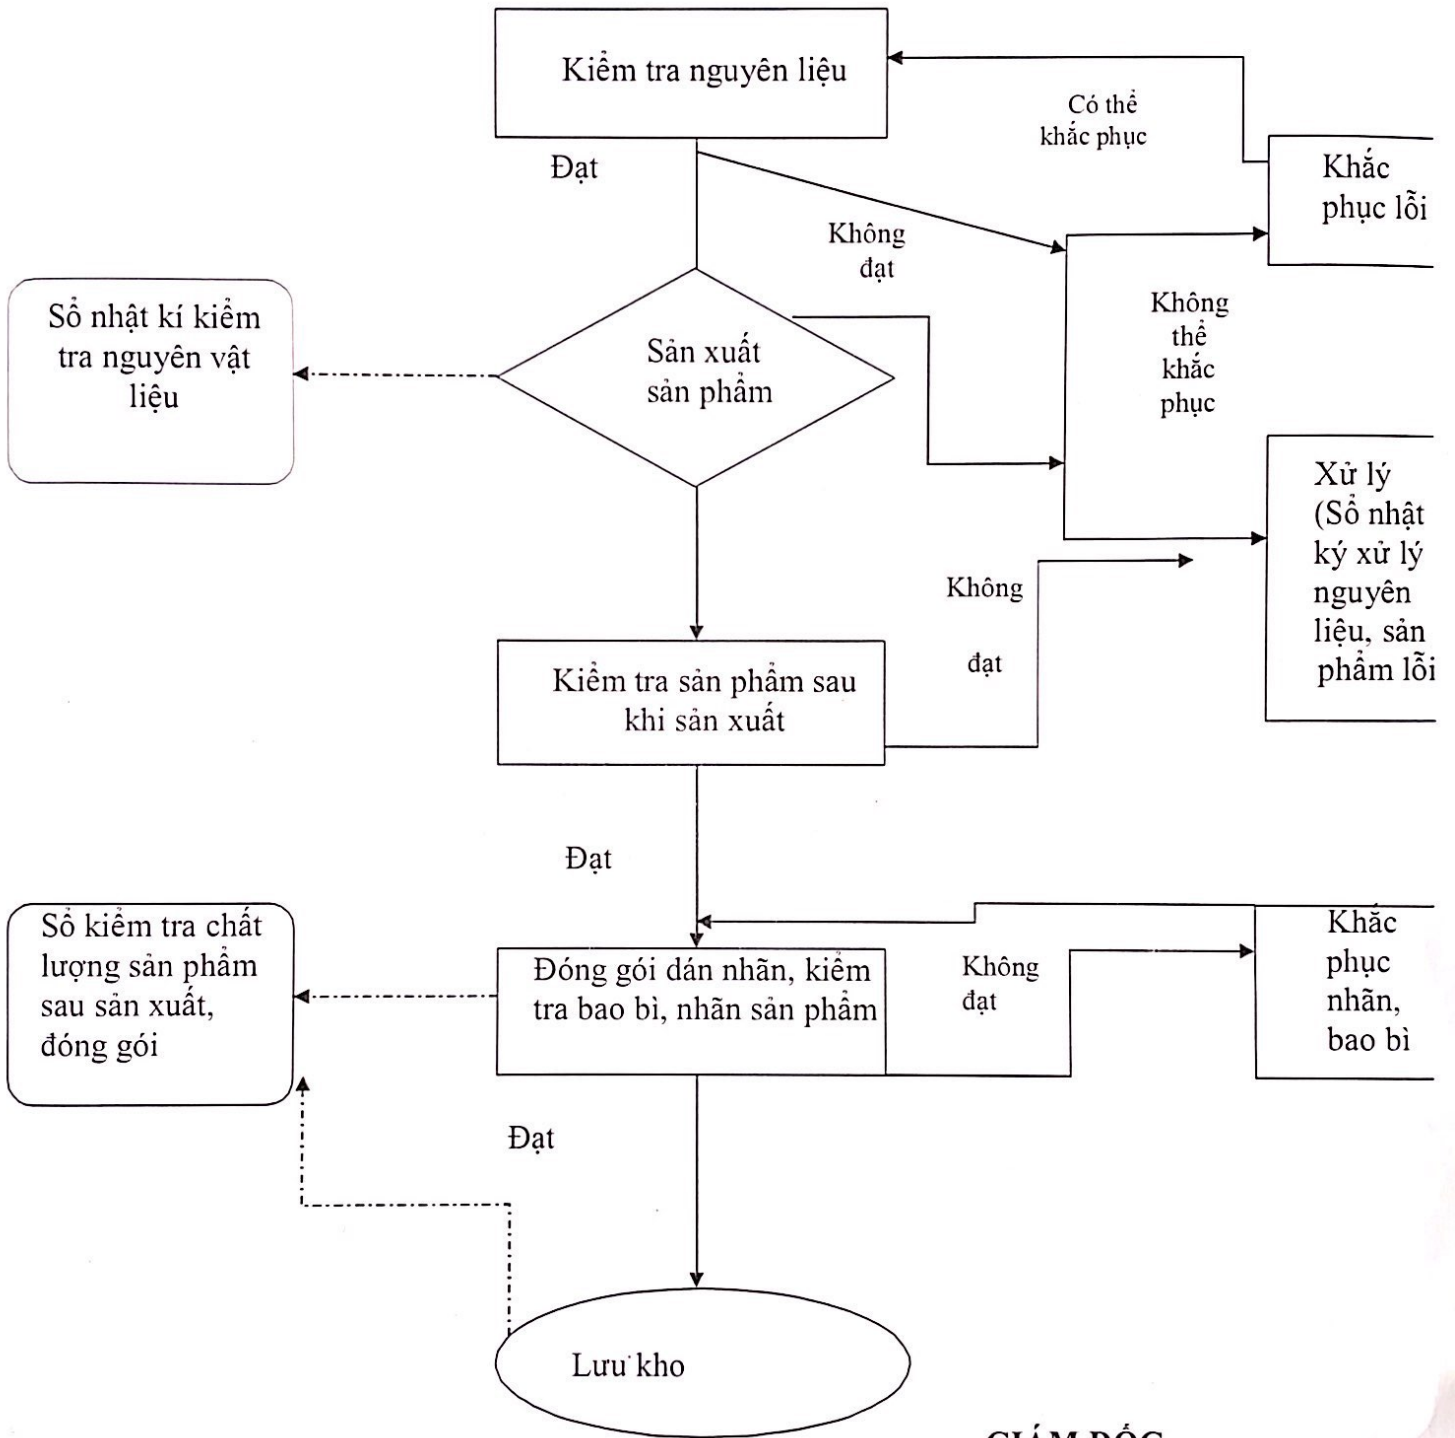 Kiểm tra nguyên liệu
Có thể
khắc phục
Đạt
Khắc
phục lỗi
Không
đạt
Sổ nhật kí kiểm
tra nguyên vật
liệu
Sản xuất
sản phẩm
Không
thể
khắc
phục
Xử lý
(Sổ nhật
ký xử lý
nguyên
liệu, sản
phẩm lỗi
Không
đạt
Kiểm tra sản phẩm sau
khi sản xuất
Đạt
Sổ kiểm tra chất
lượng sản phẩm
sau sản xuất,
đóng gói
Đóng gói dán nhãn, kiểm
tra bao bì, nhãn sản phẩm
Không
đạt
Khắc
phục
nhãn,
bao bì
Đạt
Lưu kho
GIÁM ĐỐC